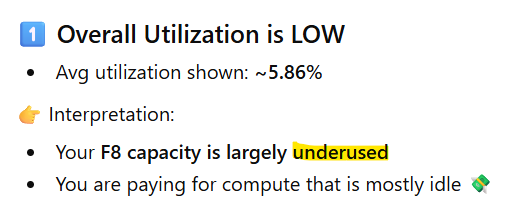 1 Overall Utilization is LOW
• Avg utilization shown: ~5.86%
👉 Interpretation:
• Your F8 capacity is largely underused
• You are paying for compute that is mostly idle 💸